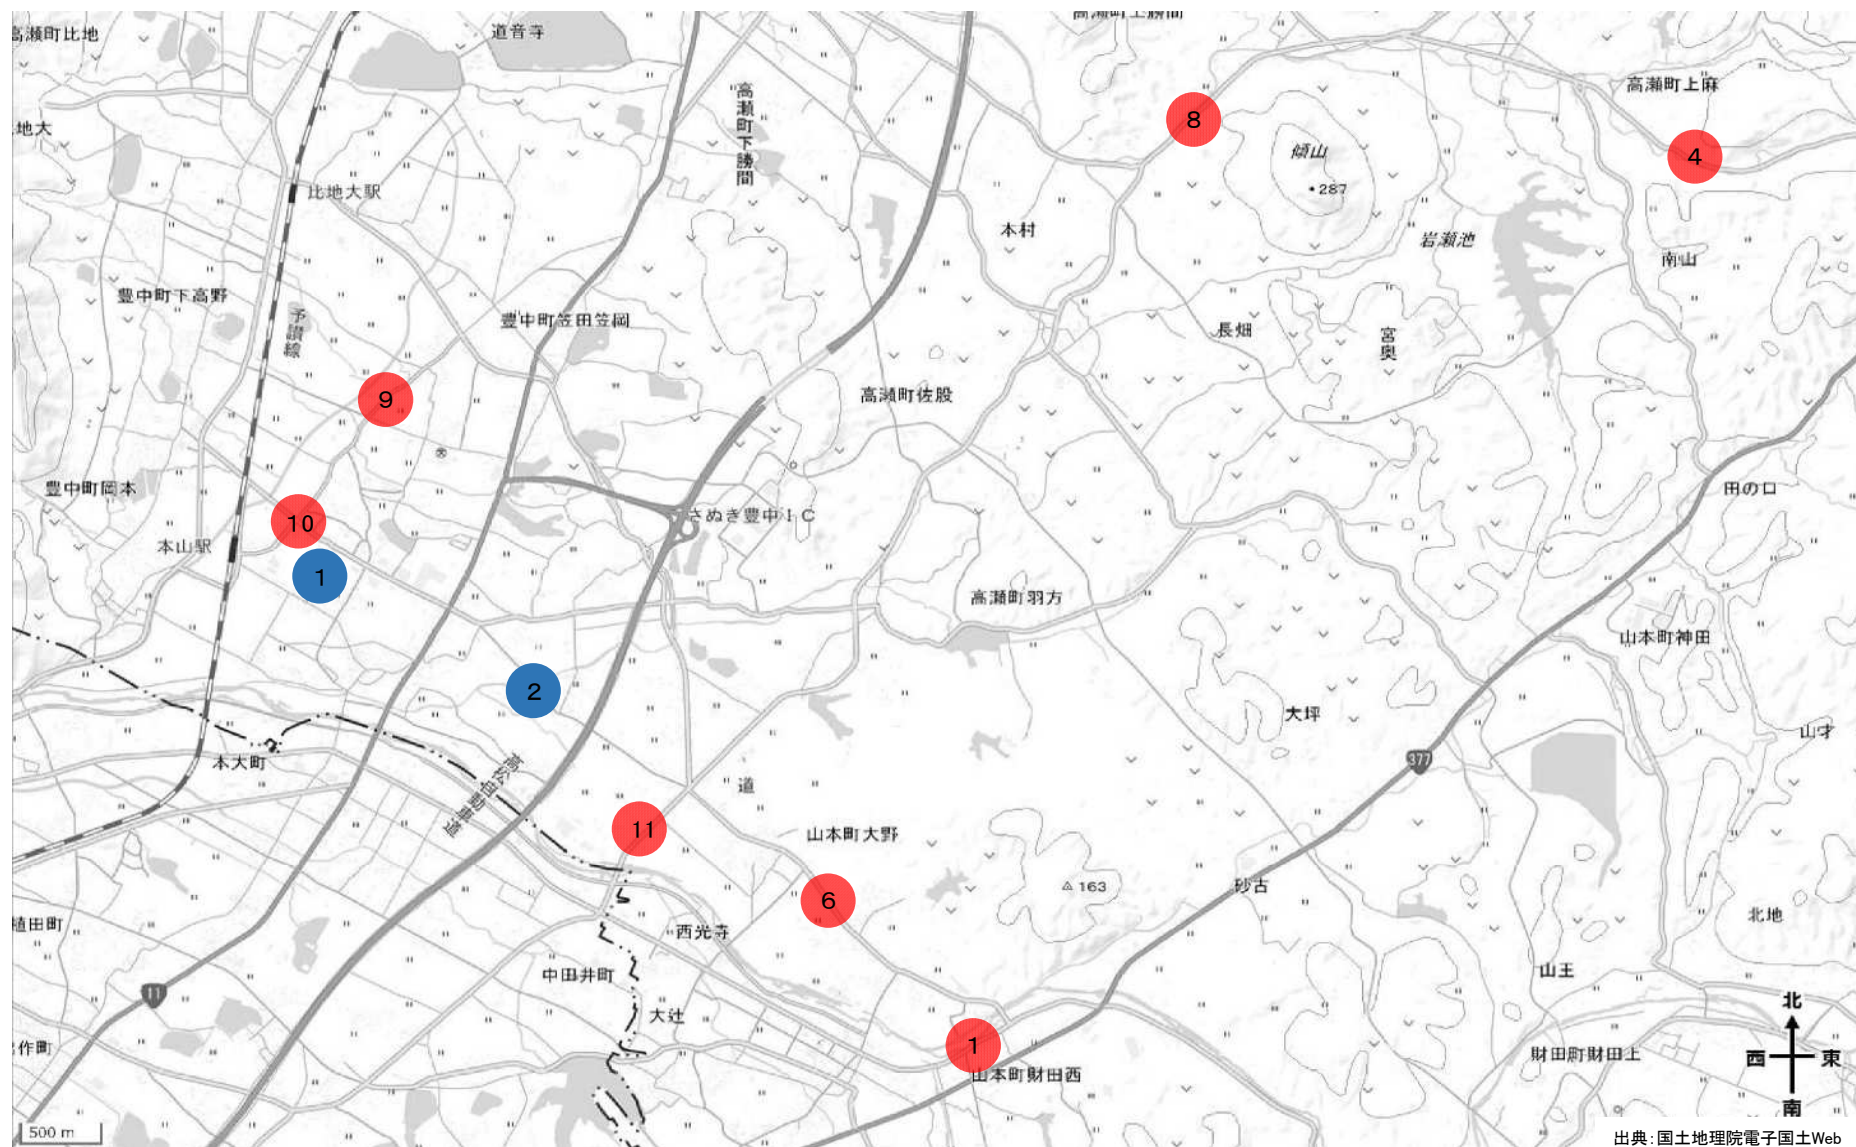 高瀬町上勝間
高瀬町比地
道音寺
高瀬町上麻
高瀬町下勝間
8
地大
傾山
4
287
比地大駅
本村
岩瀬池
南山
豊中町下高野
予讃線
豊中町笠田笠岡
長畑
宮奥
高瀬町佐股
9
豊中町岡本
田の口
さぬき豊中IC
10
本山駅
1
高瀬町羽方
山本町神田
2
大坪
山才
本大町
377
高松自動車道
道
11
山本町大野
163
砂古
6
北地
植田町
西光寺
中田井町
山王
11
大辻
北
1
作町
財田町財田上
西
東
山本町財田西
南
500 m
出典：国土地理院電子国土Web